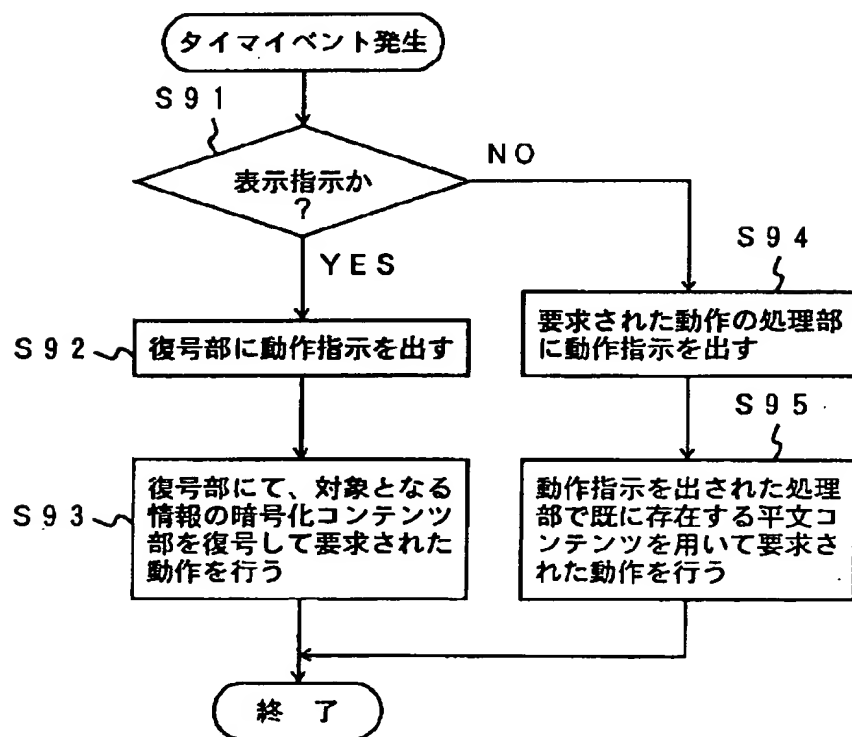 タイマイベント発生
S91
表示指示か
?
NO
YES
S94
S92
復号部に動作指示を出す
要求された動作の処理部
に動作指示を出す
S95
S93
復号部にて、対象となる
情報の暗号化コンテンツ
部を復号して要求された
動作を行う
動作指示を出された処理
部で既に存在する平文コ
ンテンツを用いて要求さ
れた動作を行う
終 了